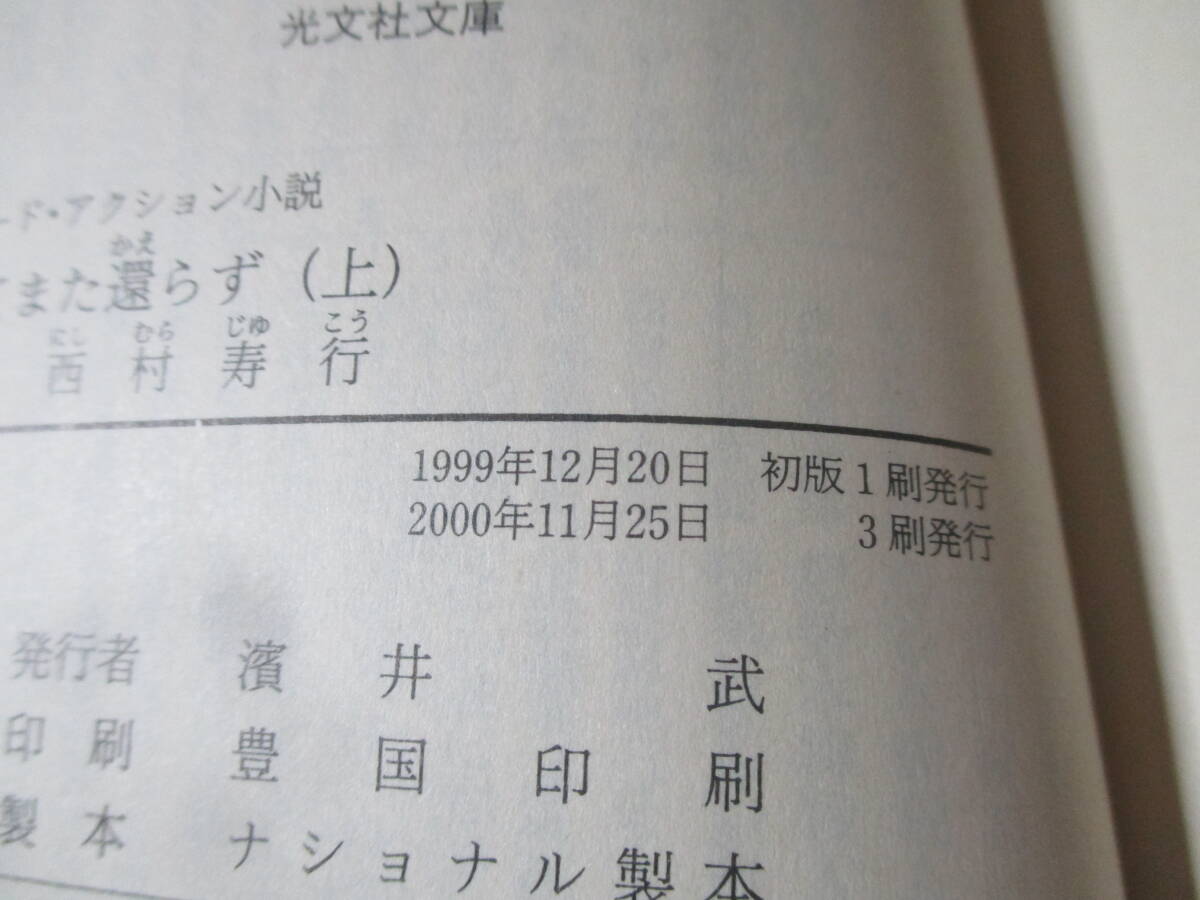 光文社文庫
ード・アクション小説
まま還らず(上)
かえ
西村寿行
にし むら じゅ こう
1999年12月20日 初版1刷発行
2000年11月25日 3刷発行
発行者 濱井 武
印刷 豊国印刷
製本 ナショナル製本